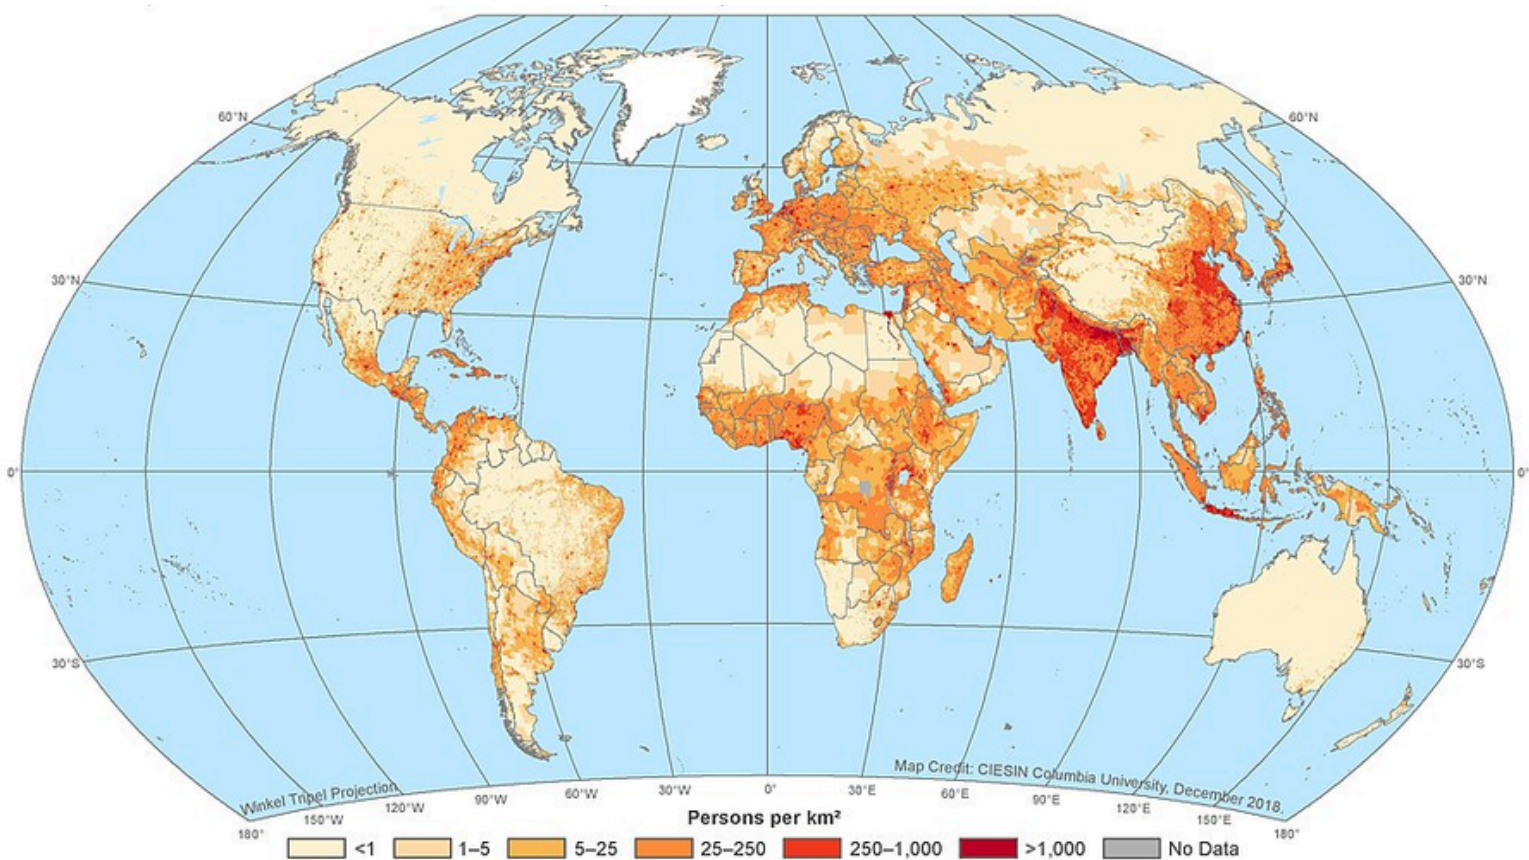 60°N
60°N
30°N
30°N
0°
0°
30°S
30°S
Map Credit: CIESIN Columbia University, December 2018.
Winkel Tripel Projection
180° 150°W 120°W 90°W 60°W 30°W 0° 30°E 60°E 90°E 120°E 150°E 180°
Persons per km²
<1 1–5 5–25 25–250 250–1,000 >1,000 No Data